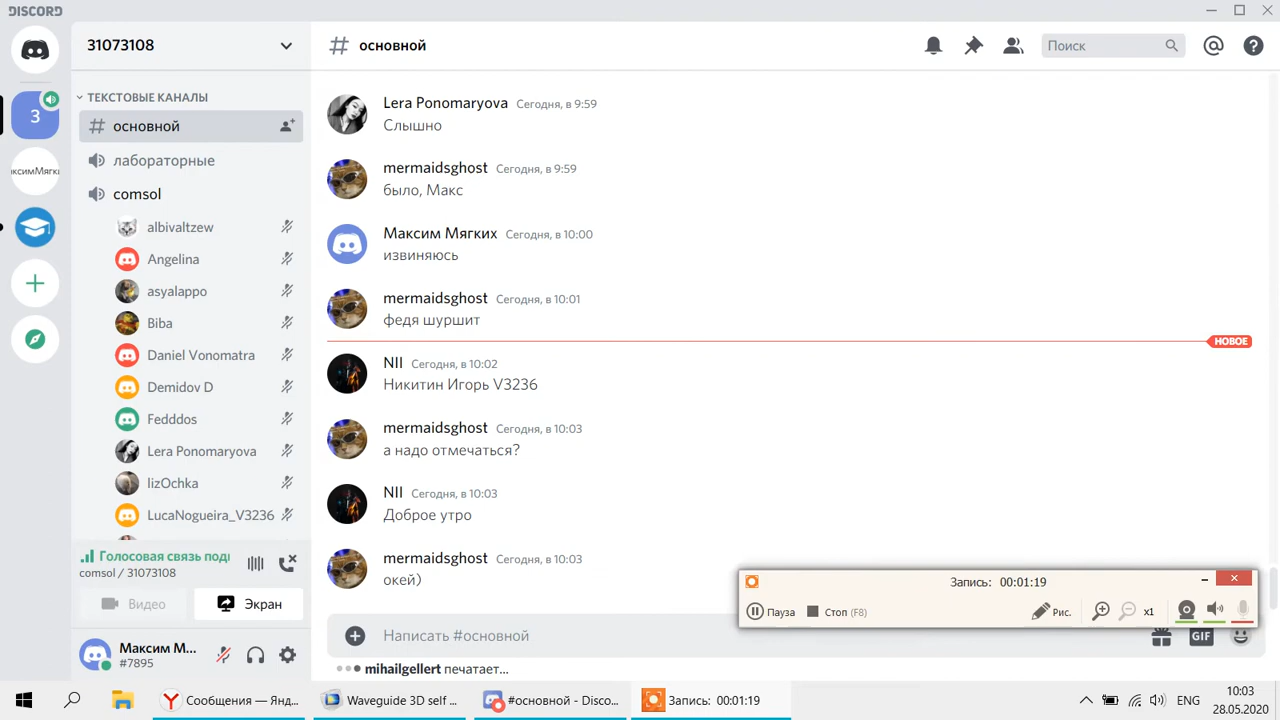 DISCORD
31073108
основной
Поиск
ТЕКСТОВЫЕ КАНАЛЫ
основной
лабораторные
comsol
albivaltzew
Angelina
asyalappo
Biba
Daniel Vonomatra
Demidov D
Fedddos
Lera Ponomaryova
lizOchka
LucaNogueira_V3236
3
Lera Ponomaryova Сегодня, в 9:59
Слышно
mermaidsghost Сегодня, в 9:59
было, Макс
Максим Мягких Сегодня, в 10:00
извиняюсь
mermaidsghost Сегодня, в 10:01
федя шуршит
НОВОЕ
NII Сегодня, в 10:02
Никитин Игорь V3236
mermaidsghost Сегодня, в 10:03
а надо отмечаться?
NII Сегодня, в 10:03
Доброе утро
mermaidsghost Сегодня, в 10:03
окей)
Голосовая связь
comsol / 31073108
Видео
Экран
Максим М...
#7895
Запись: 00:01:19
Пауза
Стоп (F8)
Рис.
x1
Написать #основной
GIF
mihailgellert печатает...
Сообщения — Янд...
Waveguide 3D self ...
#основной - Disco...
Запись: 00:01:19
ENG
10:03
28.05.2020